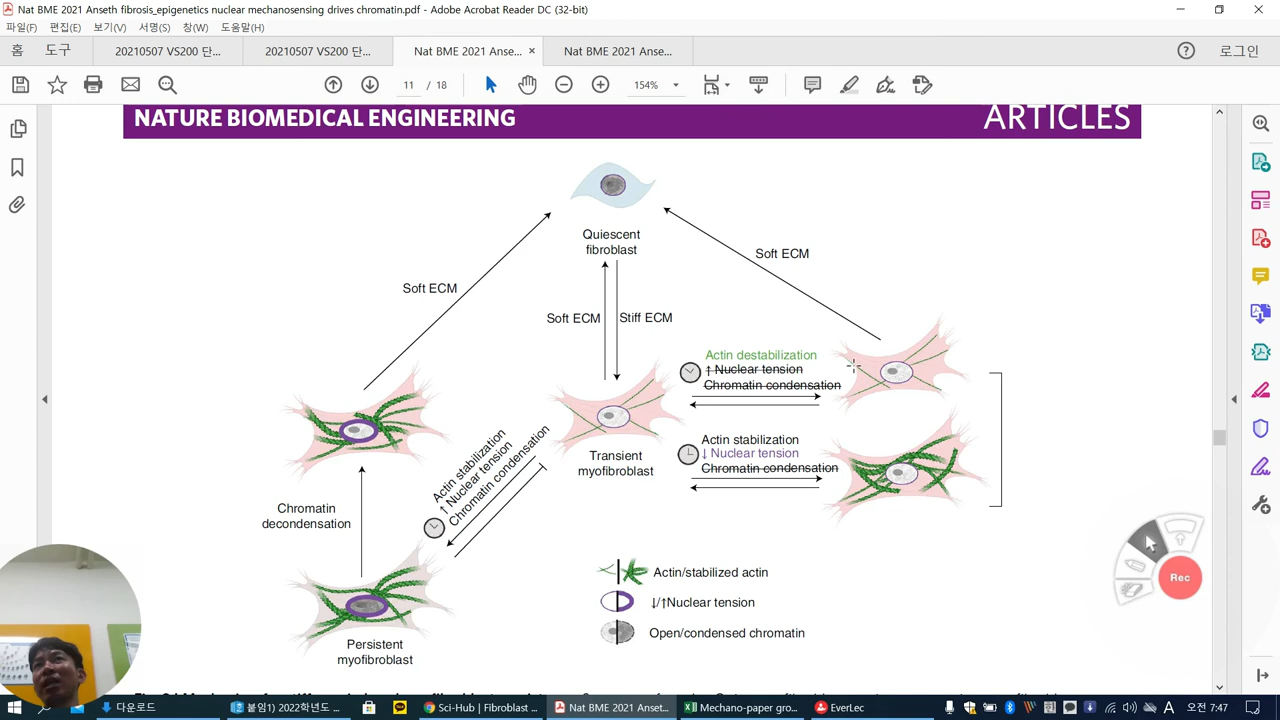 Nat BME 2021 Anseth fibrosis_epigenetics nuclear mechanosensing drives chromatin.pdf - Adobe Acrobat Reader DC (32-bit)
파일(F) 편집(E) 보기(V) 서명(S) 창(W) 도움말(H)
홈 도구 20210507 VS200 단... 20210507 VS200 단... Nat BME 2021 Anse... × Nat BME 2021 Anse... 로그인
11 / 18 154%
NATURE BIOMEDICAL ENGINEERING ARTICLES
Quiescent
fibroblast
Soft ECM
Soft ECM
Soft ECM Stiff ECM
Actin destabilization
↑ Nuclear tension
Chromatin condensation
Transient
myofibroblast
Actin stabilization
↓ Nuclear tension
Chromatin condensation
Actin stabilization
↑ Nuclear tension
Chromatin condensation
Chromatin
decondensation
Persistent
myofibroblast
Actin/stabilized actin
↓/↑Nuclear tension
Open/condensed chromatin
Rec
다운로드 붙임1) 2022학년도 ... Sci-Hub | Fibroblast ... Nat BME 2021 Anset... Mechano-paper gro... EverLec A 오전 7:47